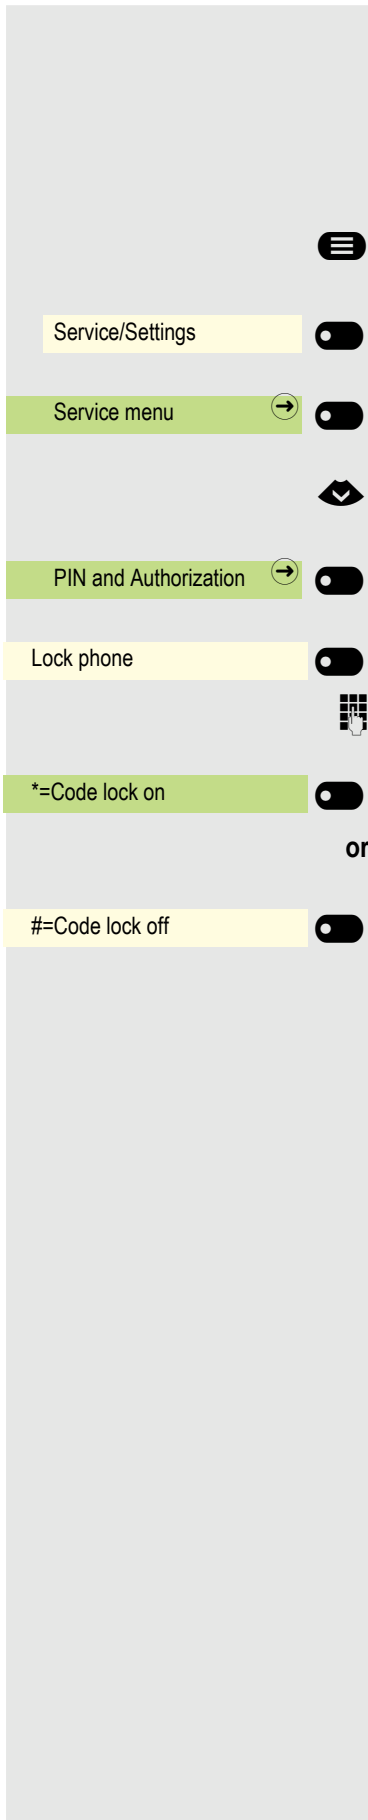 Service/Settings
Service menu
PIN and Authorization
Lock phone
*=Code lock on
or
#=Code lock off